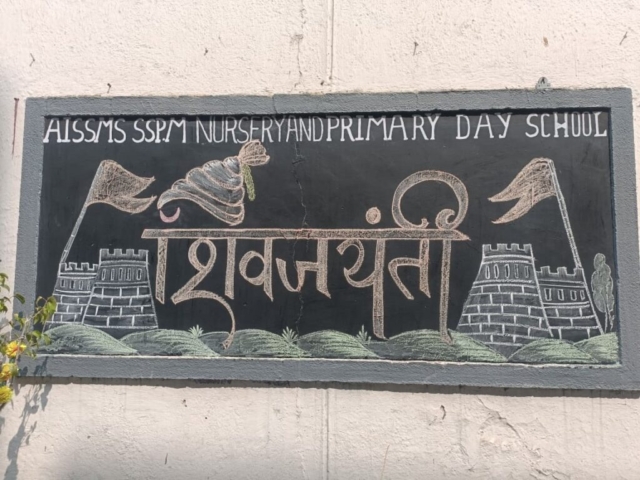 AISSMS SSPM NURSERY AND PRIMARY DAY SCHOOL
शिवजयंती